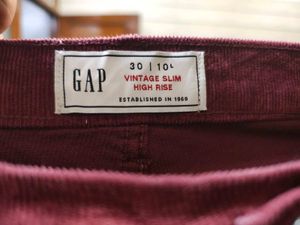 GAP
30 | 10L
VINTAGE SLIM
HIGH RISE
ESTABLISHED IN 1969